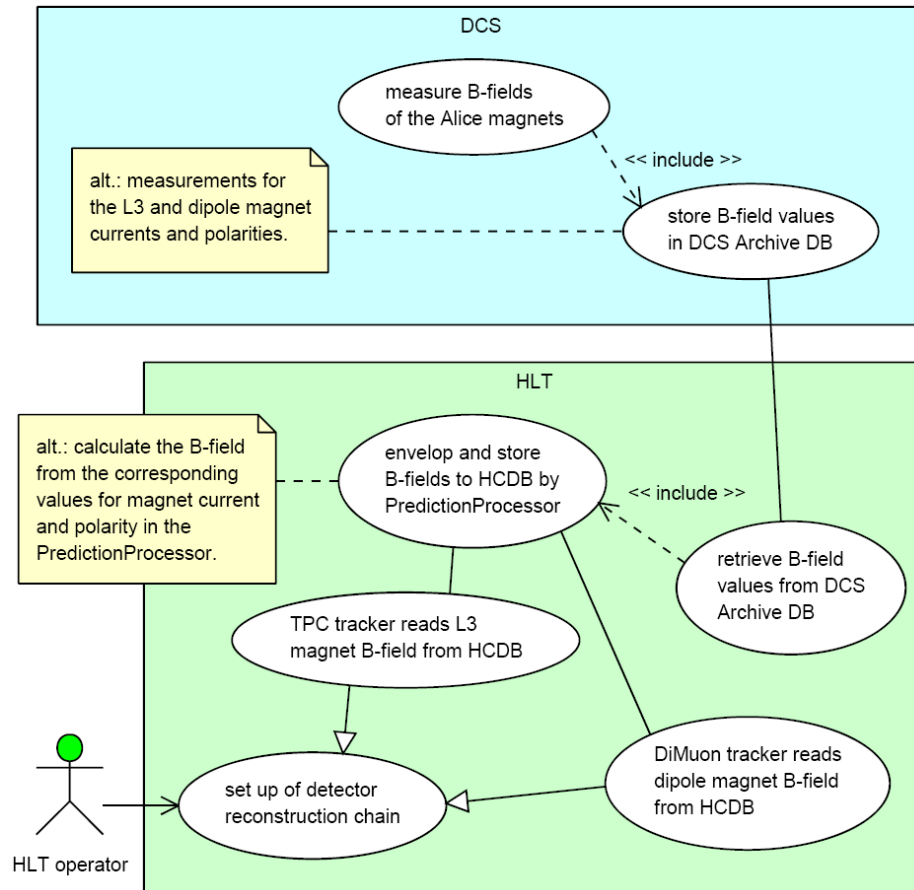 DCS
measure B-fields
of the Alice magnets
<< include >>
alt.: measurements for
the L3 and dipole magnet
currents and polarities.
store B-field values
in DCS Archive DB
HLT
alt.: calculate the B-field
from the corresponding
values for magnet current
and polarity in the
PredictionProcessor.
envelop and store
B-fields to HCDB by
PredictionProcessor
<< include >>
retrieve B-field
values from DCS
Archive DB
TPC tracker reads L3
magnet B-field from HCDB
DiMuon tracker reads
dipole magnet B-field
from HCDB
set up of detector
reconstruction chain
HLT operator